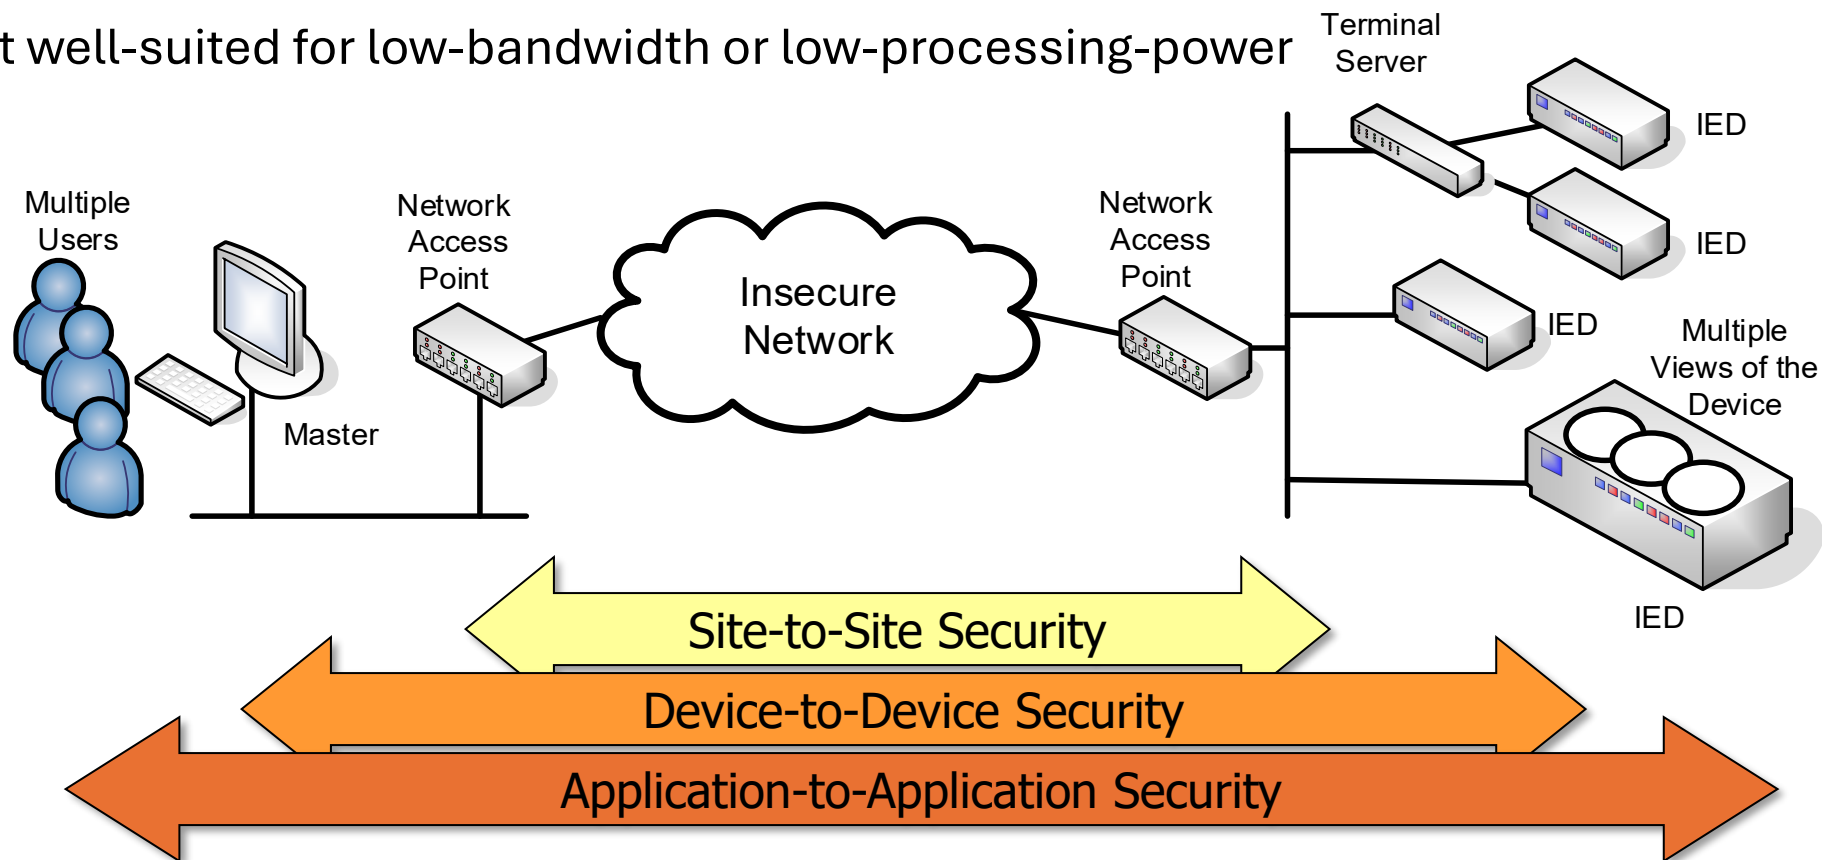 t well-suited for low-bandwidth or low-processing-power
Terminal
Server
IED
IED
Multiple
Users
Network
Access
Point
Insecure
Network
Network
Access
Point
IED
Multiple
Views of the
Device
Master
IED
Site-to-Site Security
Device-to-Device Security
Application-to-Application Security